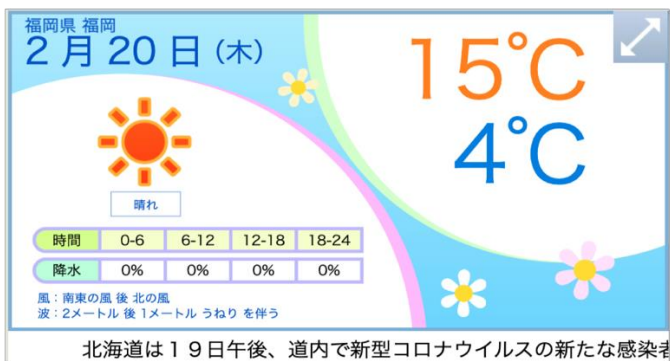 福岡県 福岡
2月20日(木)
15℃
4℃
晴れ
時間 0-6 6-12 12-18 18-24
降水 0% 0% 0% 0%
風:南東の風 後 北の風
波:2メートル 後 1メートル うねり を伴う
北海道は19日午後、道内で新型コロナウイルスの新たな感染者